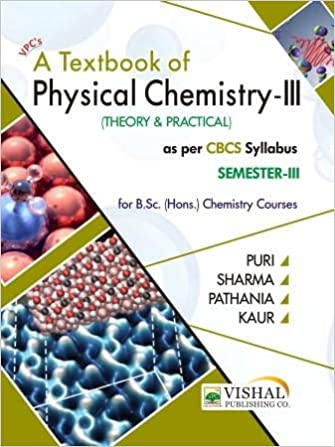 VPC's
A Textbook of
Physical Chemistry-III
(THEORY & PRACTICAL)
as per CBCS Syllabus
SEMESTER-III
for B.Sc. (Hons.) Chemistry Courses
PURI
SHARMA
PATHANIA
KAUR
VISHAL
PUBLISHING CO.